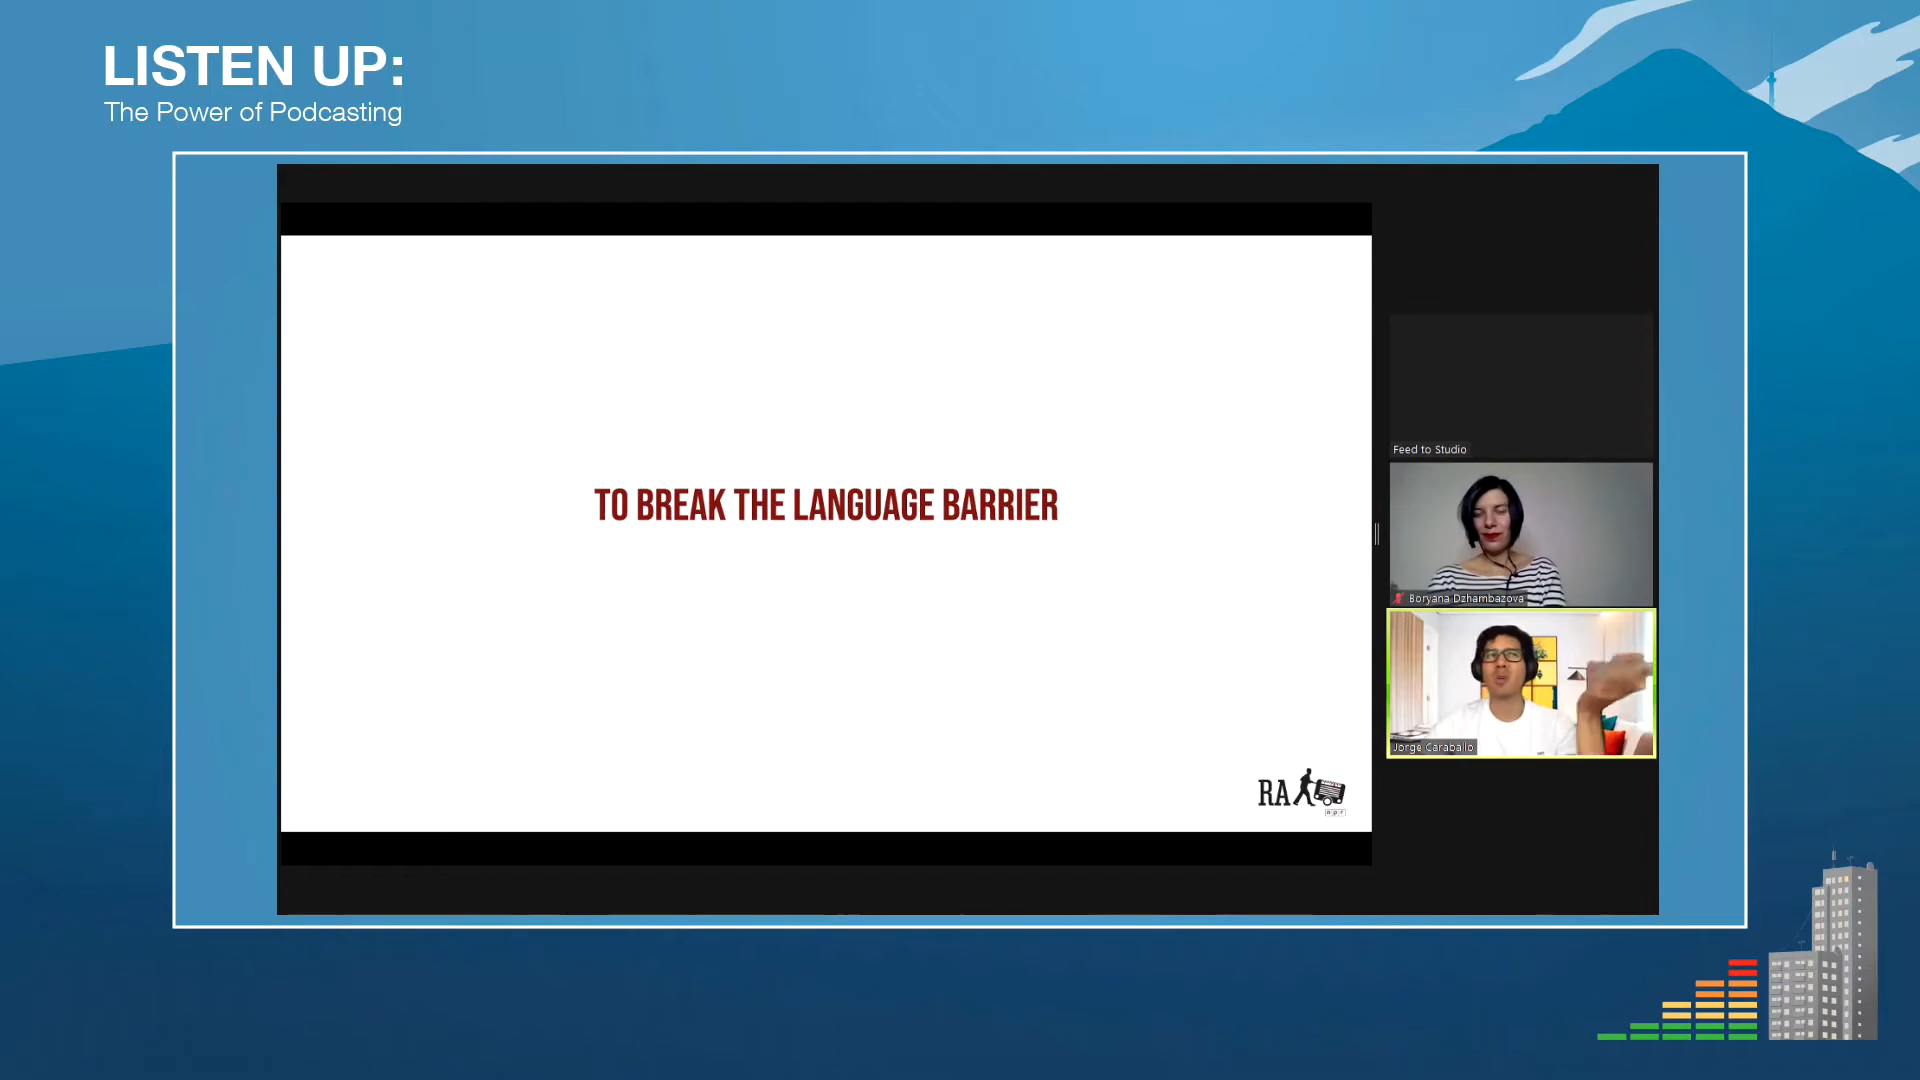 LISTEN UP:
The Power of Podcasting
TO BREAK THE LANGUAGE BARRIER
Feed to Studio
Boryana Dzhambazova
Jorge Caraballo
RA
npr